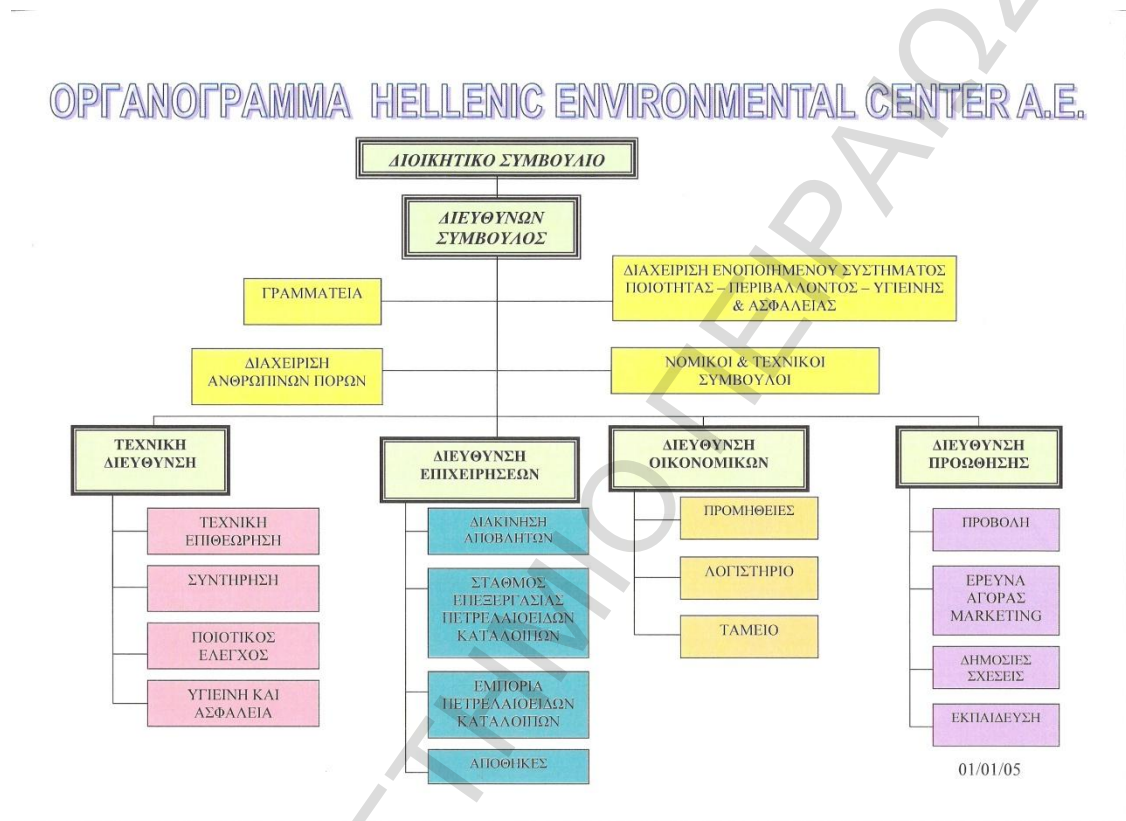 ΟΡΓΑΝΟΓΡΑΜΜΑ HELLENIC ENVIRONMENTAL CENTER A.E.
ΔΙΟΙΚΗΤΙΚΟ ΣΥΜΒΟΥΛΙΟ
ΔΙΕΥΘΥΝΩΝ
ΣΥΜΒΟΥΛΟΣ
ΓΡΑΜΜΑΤΕΙΑ
ΔΙΑΧΕΙΡΙΣΗ ΕΝΟΠΟΙΗΜΕΝΟΥ ΣΥΣΤΗΜΑΤΟΣ
ΠΟΙΟΤΗΤΑΣ – ΠΕΡΙΒΑΛΛΟΝΤΟΣ – ΥΓΙΕΙΝΗΣ
& ΑΣΦΑΛΕΙΑΣ
ΔΙΑΧΕΙΡΙΣΗ
ΑΝΘΡΩΠΙΝΩΝ ΠΟΡΩΝ
ΝΟΜΙΚΟΙ & ΤΕΧΝΙΚΟΙ
ΣΥΜΒΟΥΛΟΙ
ΤΕΧΝΙΚΗ
ΔΙΕΥΘΥΝΣΗ
ΤΕΧΝΙΚΗ
ΕΠΙΘΕΩΡΗΣΗ
ΣΥΝΤΗΡΗΣΗ
ΠΟΙΟΤΙΚΟΣ
ΕΛΕΓΧΟΣ
ΥΓΙΕΙΝΗ ΚΑΙ
ΑΣΦΑΛΕΙΑ
ΔΙΕΥΘΥΝΣΗ
ΕΠΙΧΕΙΡΗΣΕΩΝ
ΔΙΑΚΙΝΗΣΗ
ΑΠΟΒΛΗΤΩΝ
ΣΤΑΘΜΟΣ
ΕΠΕΞΕΡΓΑΣΙΑΣ
ΠΕΤΡΕΛΑΙΟΕΙΔΩΝ
ΚΑΤΑΛΟΙΠΩΝ
ΕΜΠΟΡΙΑ
ΠΕΤΡΕΛΑΙΟΕΙΔΩΝ
ΚΑΤΑΛΟΙΠΩΝ
ΑΠΟΘΗΚΕΣ
ΔΙΕΥΘΥΝΣΗ
ΟΙΚΟΝΟΜΙΚΩΝ
ΠΡΟΜΗΘΕΙΕΣ
ΛΟΓΙΣΤΗΡΙΟ
ΤΑΜΕΙΟ
ΔΙΕΥΘΥΝΣΗ
ΠΡΟΩΘΗΣΗΣ
ΠΡΟΒΟΛΗ
ΕΡΕΥΝΑ
ΑΓΟΡΑΣ
MARKETING
ΔΗΜΟΣΙΕΣ
ΣΧΕΣΕΙΣ
ΕΚΠΑΙΔΕΥΣΗ
01/01/05